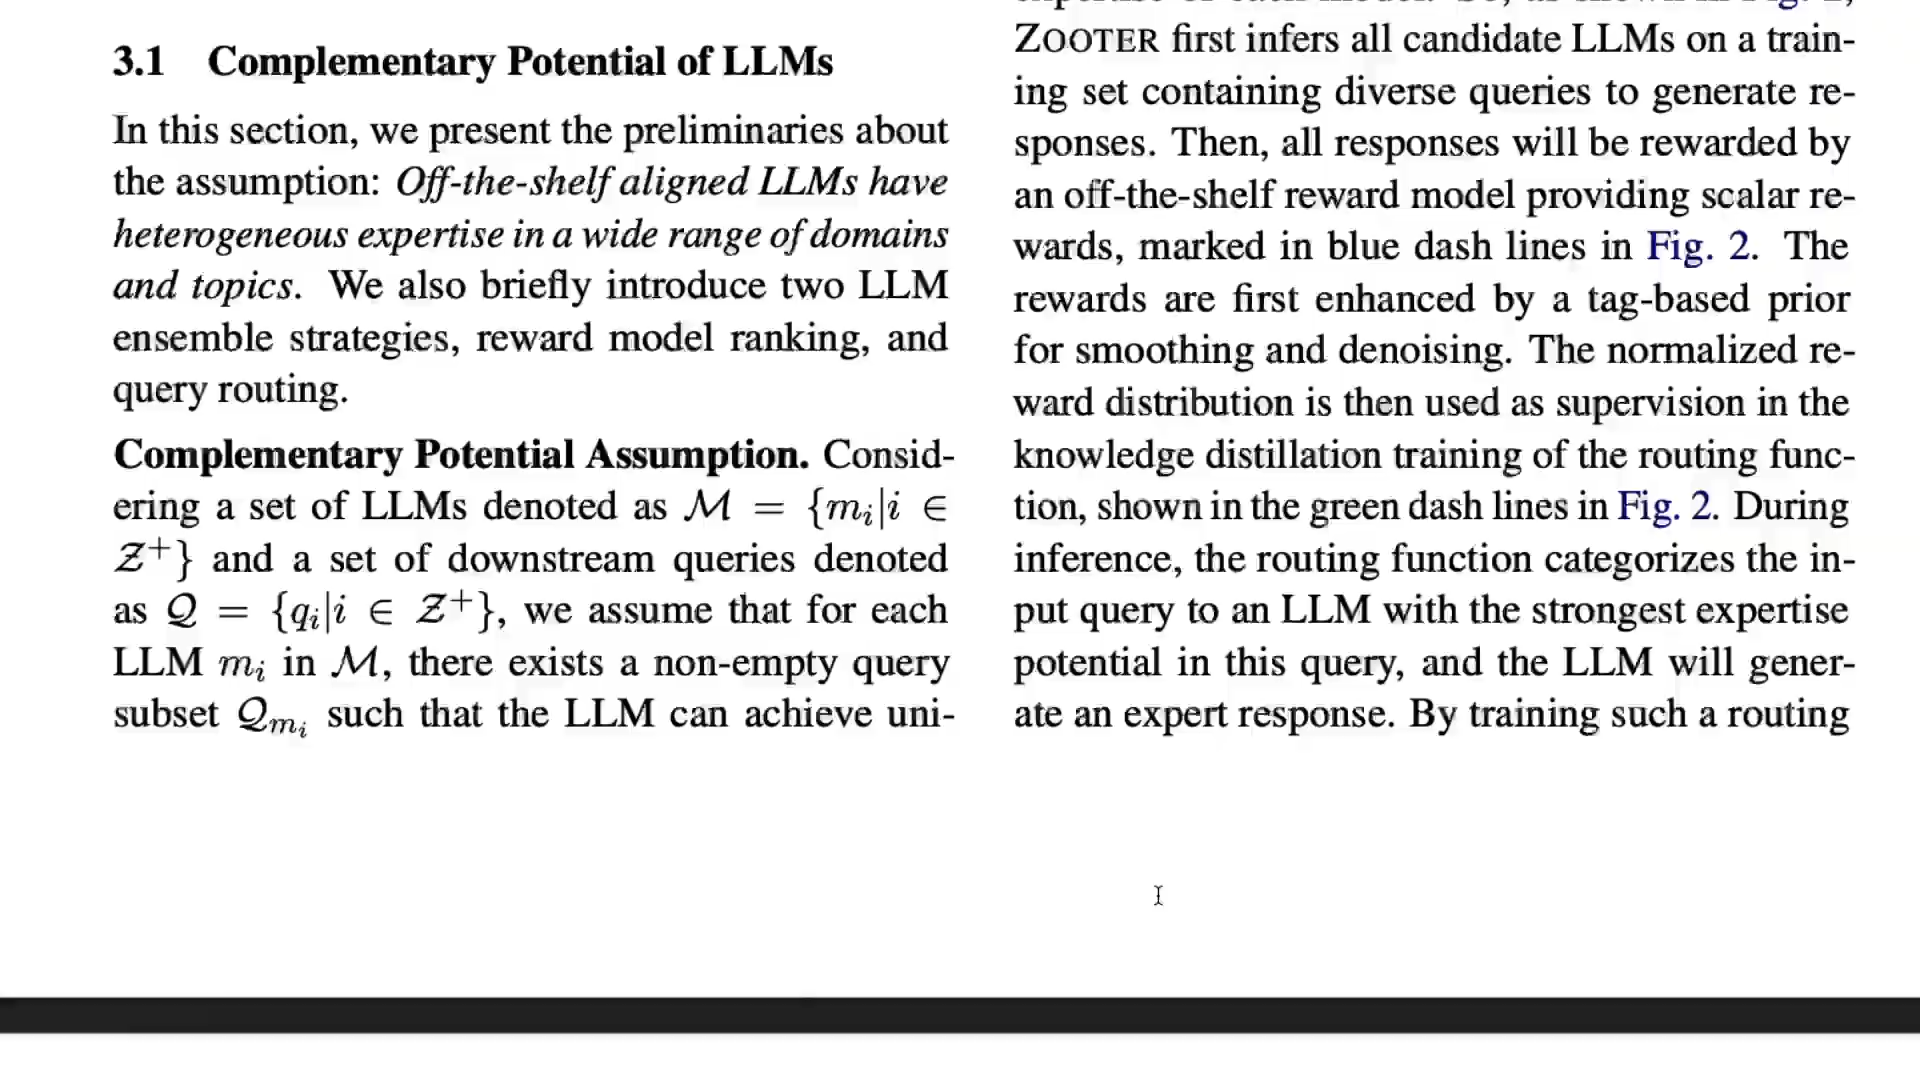 3.1 Complementary Potential of LLMs
In this section, we present the preliminaries about
the assumption: Off-the-shelf aligned LLMs have
heterogeneous expertise in a wide range of domains
and topics. We also briefly introduce two LLM
ensemble strategies, reward model ranking, and
query routing.
Complementary Potential Assumption. Consid-
ering a set of LLMs denoted as ℳ = {mᵢ|i ∈
𝒵⁺} and a set of downstream queries denoted
as 𝒬 = {qᵢ|i ∈ 𝒵⁺}, we assume that for each
LLM mᵢ in ℳ, there exists a non-empty query
subset 𝒬ₘᵢ such that the LLM can achieve uni-
ZOOTER first infers all candidate LLMs on a train-
ing set containing diverse queries to generate re-
sponses. Then, all responses will be rewarded by
an off-the-shelf reward model providing scalar re-
wards, marked in blue dash lines in Fig. 2. The
rewards are first enhanced by a tag-based prior
for smoothing and denoising. The normalized re-
ward distribution is then used as supervision in the
knowledge distillation training of the routing func-
tion, shown in the green dash lines in Fig. 2. During
inference, the routing function categorizes the in-
put query to an LLM with the strongest expertise
potential in this query, and the LLM will gener-
ate an expert response. By training such a routing